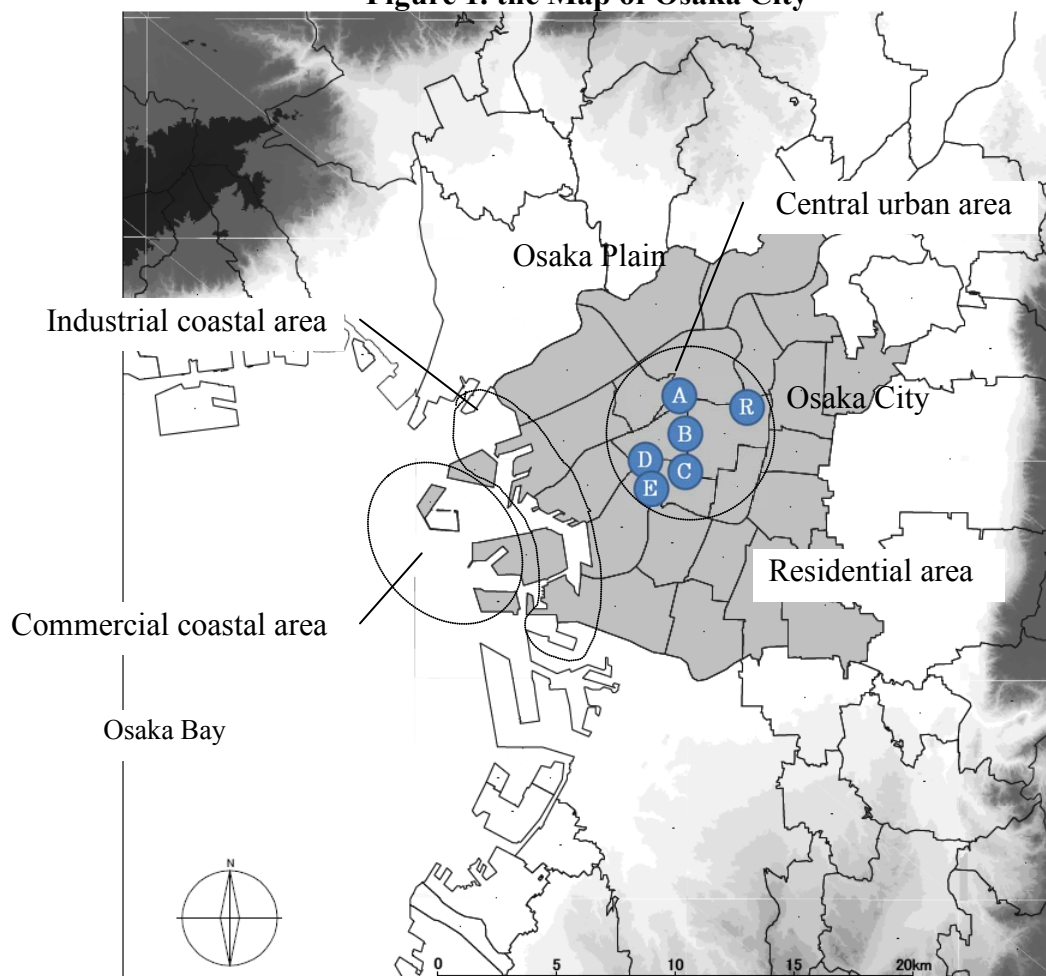 Figure 1. the Map of Osaka City
Central urban area
Osaka Plain
Industrial coastal area
A
R
Osaka City
B
D
C
E
Residential area
Commercial coastal area
Osaka Bay
N
0 5 10 15 20km